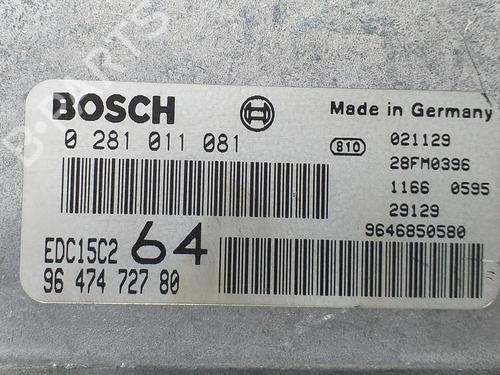 B-PARTS
BOSCH
Made in Germany
0 281 011 081
810
021129
28FM0396
1166 0595
29129
9646850580
EDC15C2 64
96 474 727 80